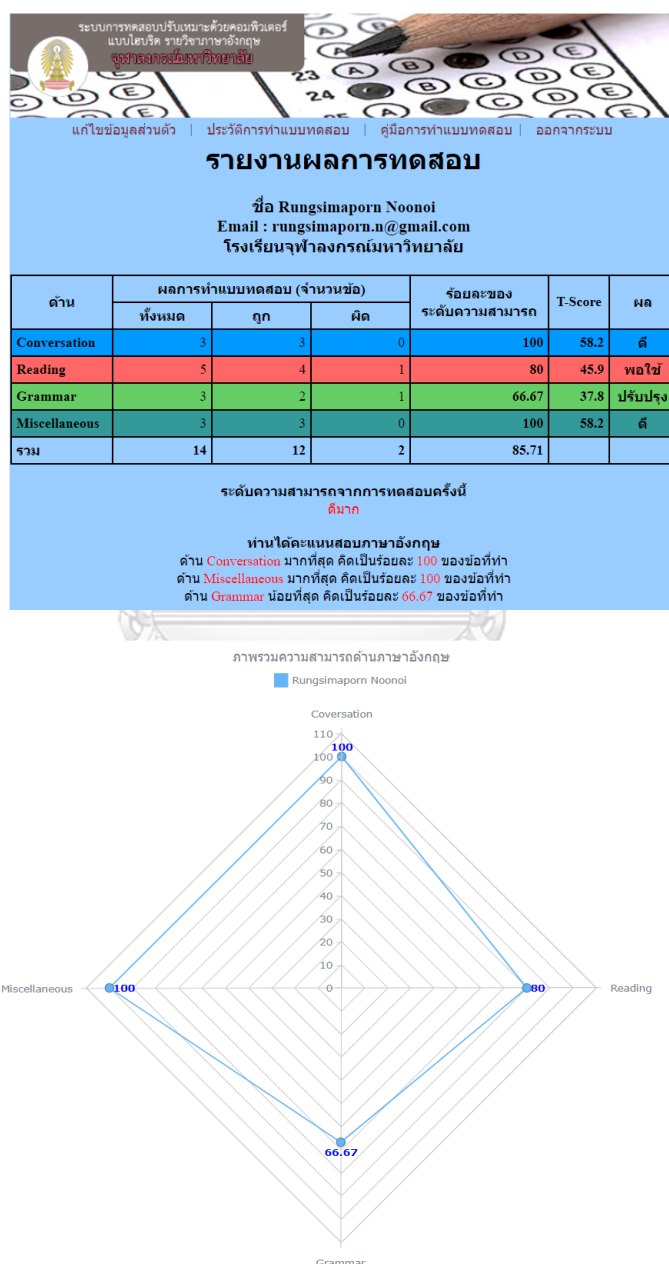 ระบบการทดสอบปรับเหมาะด้วยคอมพิวเตอร์
แบบไฮบริด รายวิชาภาษาอังกฤษ
จุฬาลงกรณ์มหาวิทยาลัย
23 A B D E
24 A B C D E
25 A B C D E
แก้ไขข้อมูลส่วนตัว | ประวัติการทำแบบทดสอบ | คู่มือการทำแบบทดสอบ | ออกจากระบบ
รายงานผลการทดสอบ
ชื่อ Rungsimaporn Noonoi
Email : rungsimaporn.n@gmail.com
โรงเรียนจุฬาลงกรณ์มหาวิทยาลัย
ด้าน ผลการทำแบบทดสอบ (จำนวนข้อ) ร้อยละของระดับความสามารถ T-Score ผล
ทั้งหมด ถูก ผิด
Conversation 3 3 0 100 58.2 ดี
Reading 5 4 1 80 45.9 พอใช้
Grammar 3 2 1 66.67 37.8 ปรับปรุง
Miscellaneous 3 3 0 100 58.2 ดี
รวม 14 12 2 85.71
ระดับความสามารถจากการทดสอบครั้งนี้
ดีมาก
ท่านได้คะแนนสอบภาษาอังกฤษ
ด้าน Conversation มากที่สุด คิดเป็นร้อยละ 100 ของข้อที่ทำ
ด้าน Miscellaneous มากที่สุด คิดเป็นร้อยละ 100 ของข้อที่ทำ
ด้าน Grammar น้อยที่สุด คิดเป็นร้อยละ 66.67 ของข้อที่ทำ
ภาพรวมความสามารถด้านภาษาอังกฤษ
Rungsimaporn Noonoi
Coversation
110
100
100
90
80
70
60
50
40
30
20
10
Miscellaneous 100 0 80 Reading
66.67
Grammar